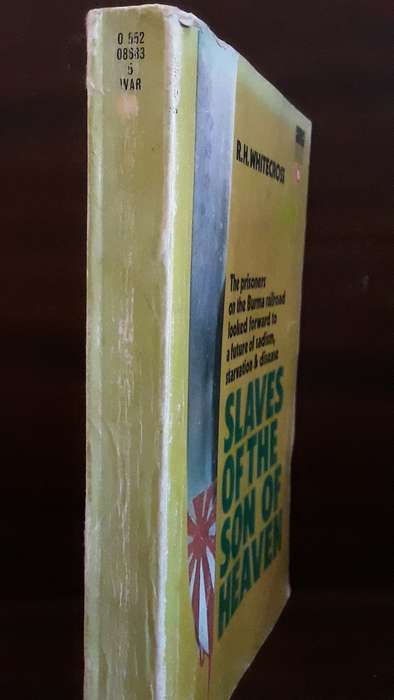 0 552
08683
5
WAR
R.H. WHITECROSS
The prisoners
on the Burma railroad
looked forward to
a future of sadism,
starvation & disease
SLAVES
OF THE
SON OF
HEAVEN